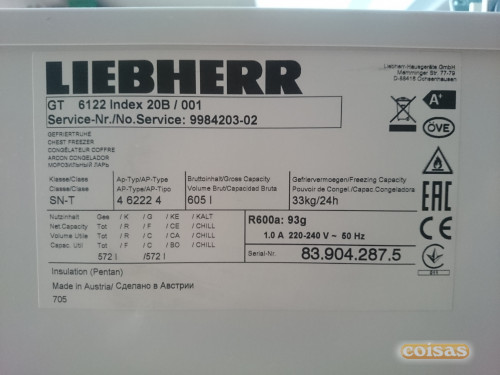 LIEBHERR
Liebherr-Hausgeräte GmbH
Memminger Str. 77-79
D-88416 Ochsenhausen
GT 6122 Index 20B / 001
Service-Nr./No.Service: 9984203-02
A+
ÖVE
GEFRIERTRUHE
CHEST FREEZER
CONGÉLATEUR COFFRE
ARCON CONGELADOR
МОРОЗИЛЬНЫЙ ЛАРЬ
Klasse/Class Ap-Typ/AP-Type Bruttoinhalt/Gross Capacity Gefriervermoegen/Freezing Capacity
Classe/Clase AP-Type/AP-Tipo Volume Brut/Capacidad Bruta Pouvoir de Congel./Capac.Congeladora
SN-T 4 6222 4 605 l 33kg/24h
EAC
CE
Nutzinhalt Ges / K / G / KE / KALT
Net Capacity Tot / R / F / CE / CHILL
Volume Utile Tot / R / C / CA / CHILL
Capac. Util Tot / F / C / BO / CHILL
572 l /572 l
R600a: 93g
1.0 A 220-240 V ~ 60 Hz
Serial-Nr. 83.904.287.5
Insulation (Pentan)
Made in Austria/ Сделано в Австрии
705
coisas